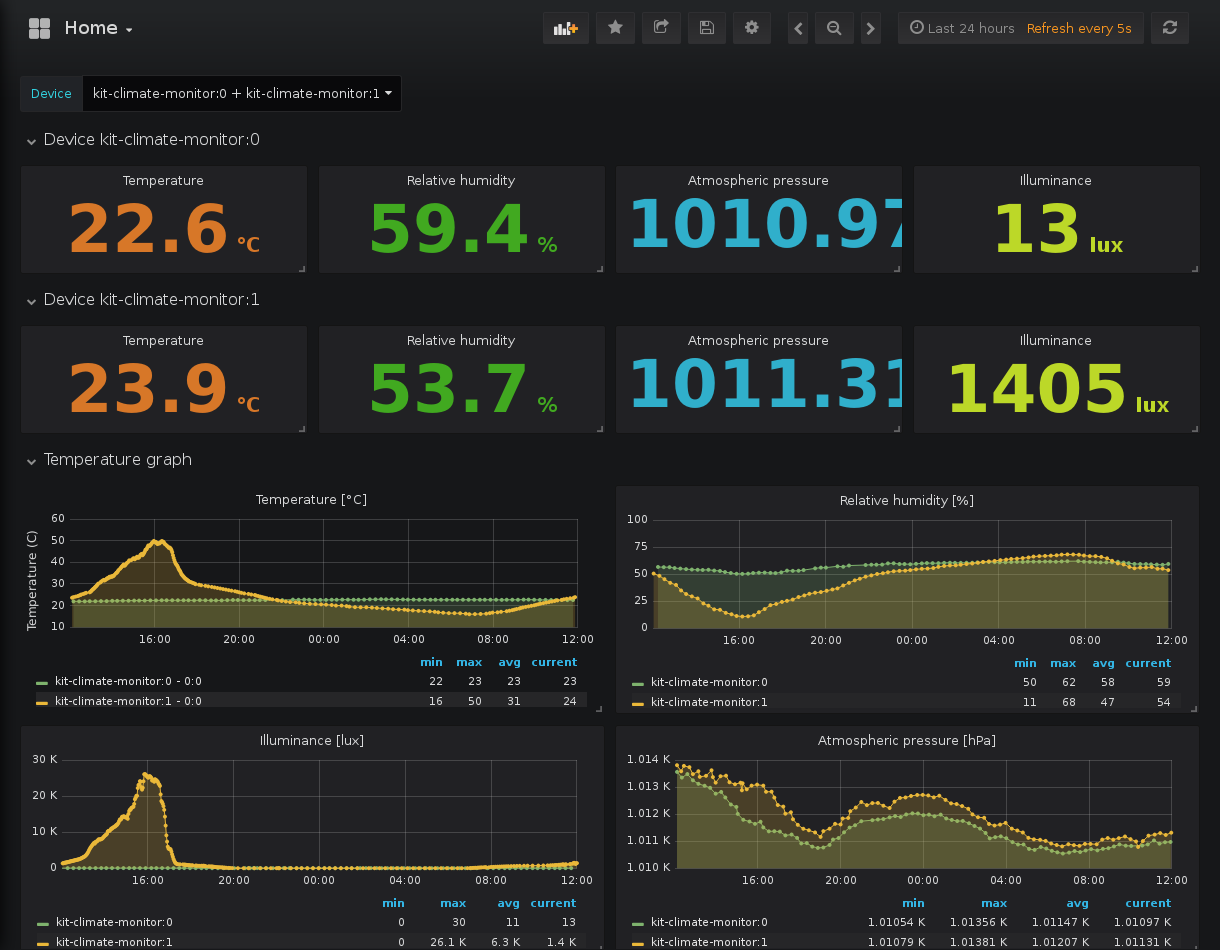 Home
Last 24 hours Refresh every 5s
Device kit-climate-monitor:0 + kit-climate-monitor:1
Device kit-climate-monitor:0
Temperature Relative humidity Atmospheric pressure Illuminance
22.6 °C 59.4 % 1010.97 13 lux
Device kit-climate-monitor:1
Temperature Relative humidity Atmospheric pressure Illuminance
23.9 °C 53.7 % 1011.31 1405 lux
Temperature graph
Temperature [°C]
Temperature (C)
60
50
40
30
20
10
16:00 20:00 00:00 04:00 08:00 12:00
min max avg current
kit-climate-monitor:0 - 0:0 22 23 23 23
kit-climate-monitor:1 - 0:0 16 50 31 24
Relative humidity [%]
100
75
50
25
0
16:00 20:00 00:00 04:00 08:00 12:00
min max avg current
kit-climate-monitor:0 50 62 58 59
kit-climate-monitor:1 11 68 47 54
Illuminance [lux]
30 K
20 K
10 K
0
16:00 20:00 00:00 04:00 08:00 12:00
min max avg current
kit-climate-monitor:0 0 30 11 13
kit-climate-monitor:1 0 26.1 K 6.3 K 1.4 K
Atmospheric pressure [hPa]
1.014 K
1.013 K
1.012 K
1.011 K
1.010 K
16:00 20:00 00:00 04:00 08:00 12:00
min max avg current
kit-climate-monitor:0 1.01054 K 1.01356 K 1.01147 K 1.01097 K
kit-climate-monitor:1 1.01079 K 1.01381 K 1.01207 K 1.01131 K